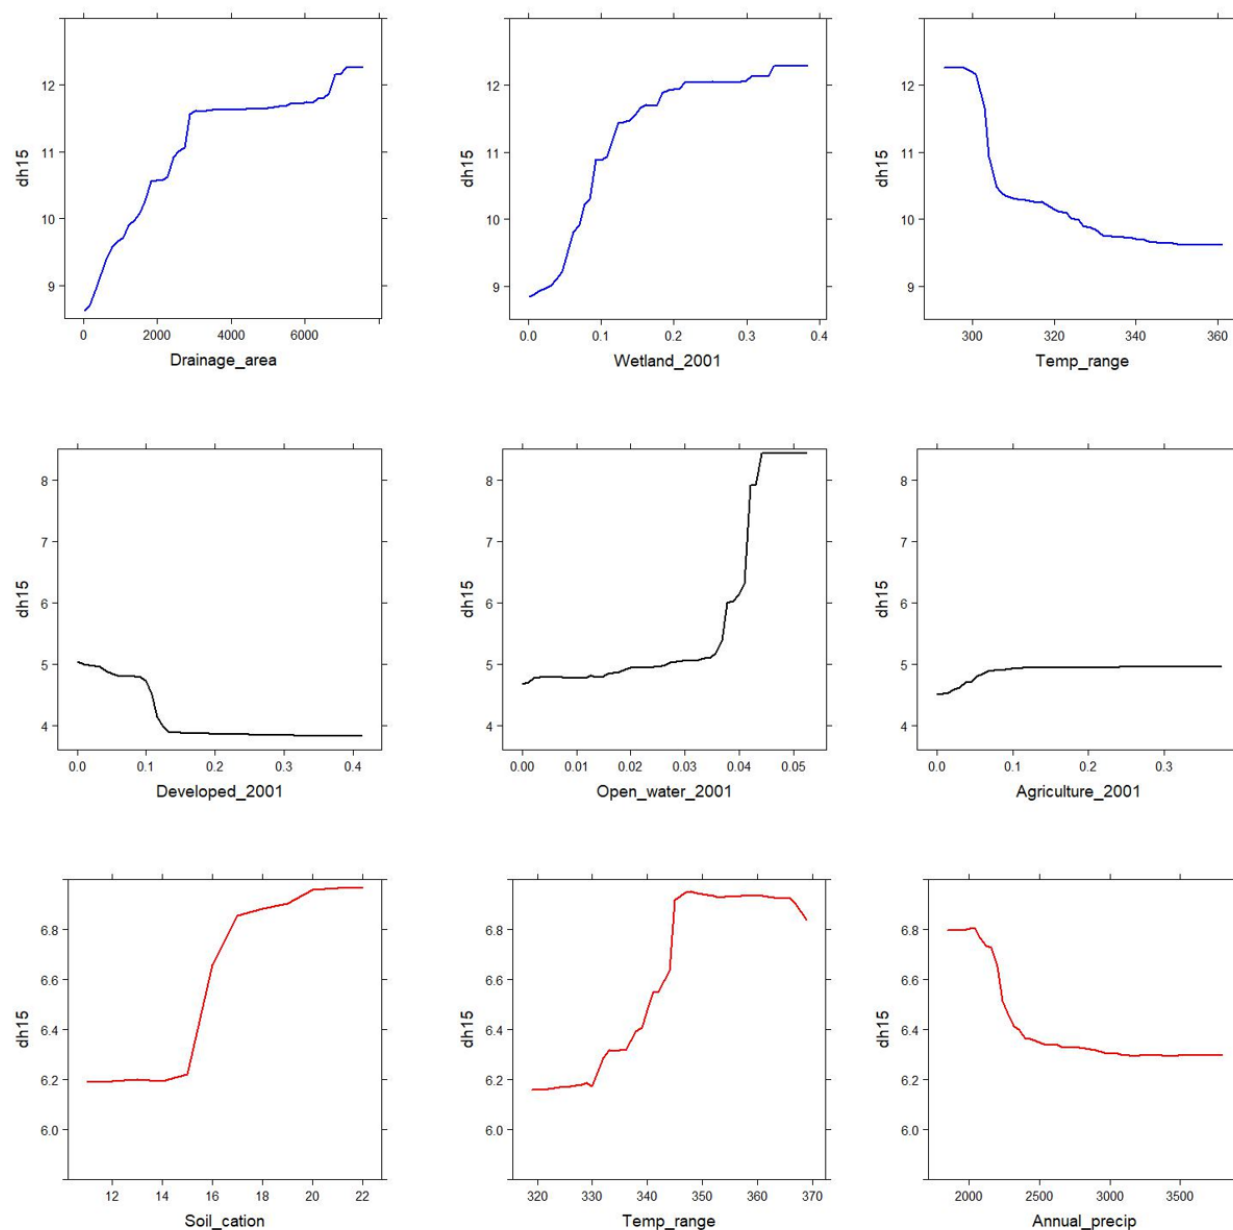 12
11
10
9
dh15
0 2000 4000 6000
Drainage_area
12
11
10
9
dh15
0.0 0.1 0.2 0.3 0.4
Wetland_2001
12
11
10
9
dh15
300 320 340 360
Temp_range
8
7
6
5
4
dh15
0.0 0.1 0.2 0.3 0.4
Developed_2001
8
7
6
5
4
dh15
0.00 0.01 0.02 0.03 0.04 0.05
Open_water_2001
8
7
6
5
4
dh15
0.0 0.1 0.2 0.3
Agriculture_2001
6.8
6.6
6.4
6.2
6.0
dh15
12 14 16 18 20 22
Soil_cation
6.8
6.6
6.4
6.2
6.0
dh15
320 330 340 350 360 370
Temp_range
6.8
6.6
6.4
6.2
6.0
dh15
2000 2500 3000 3500
Annual_precip